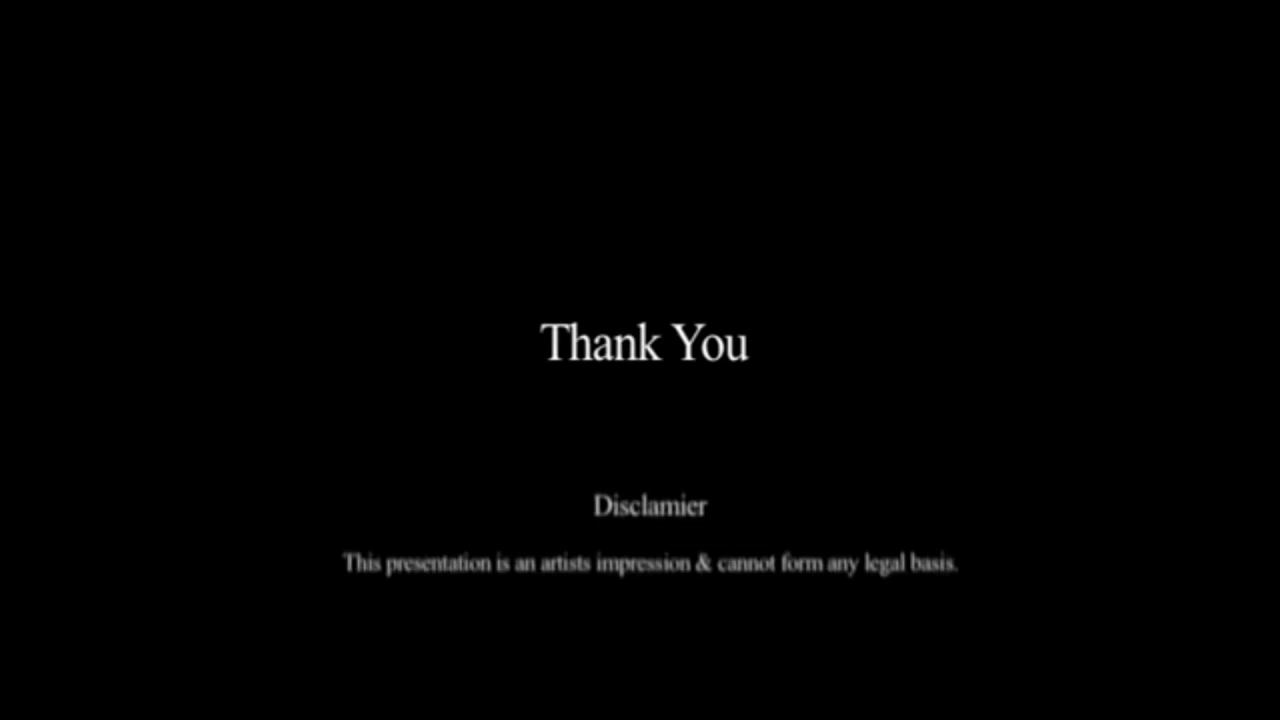 Thank You
Disclamier
This presentation is an artists impression & cannot form any legal basis.